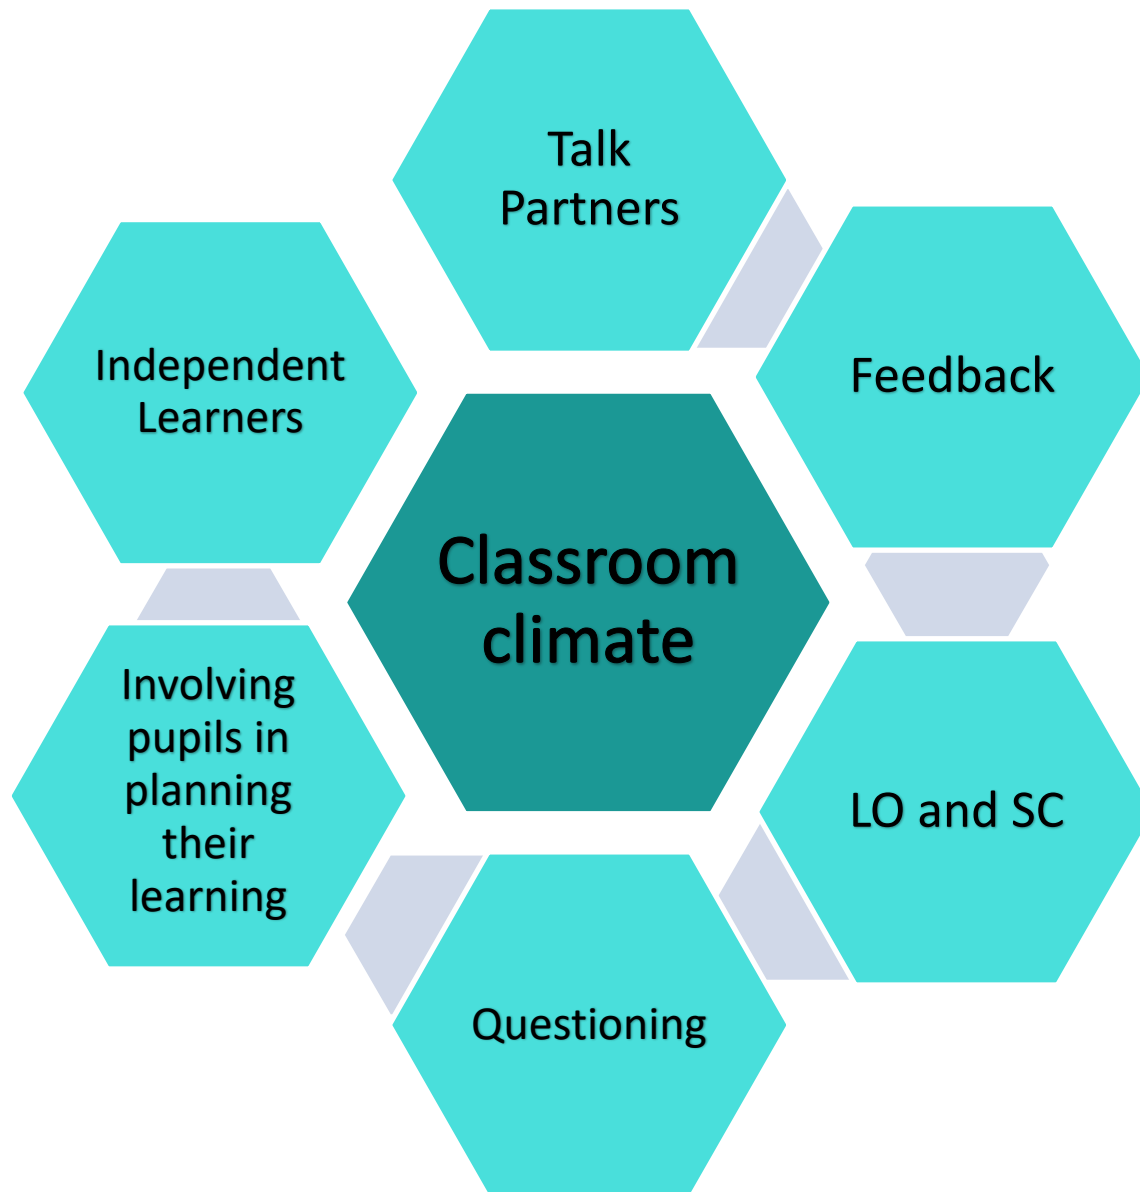 Talk
Partners
Feedback
LO and SC
Questioning
Involving
pupils in
planning
their
learning
Independent
Learners
Classroom
climate